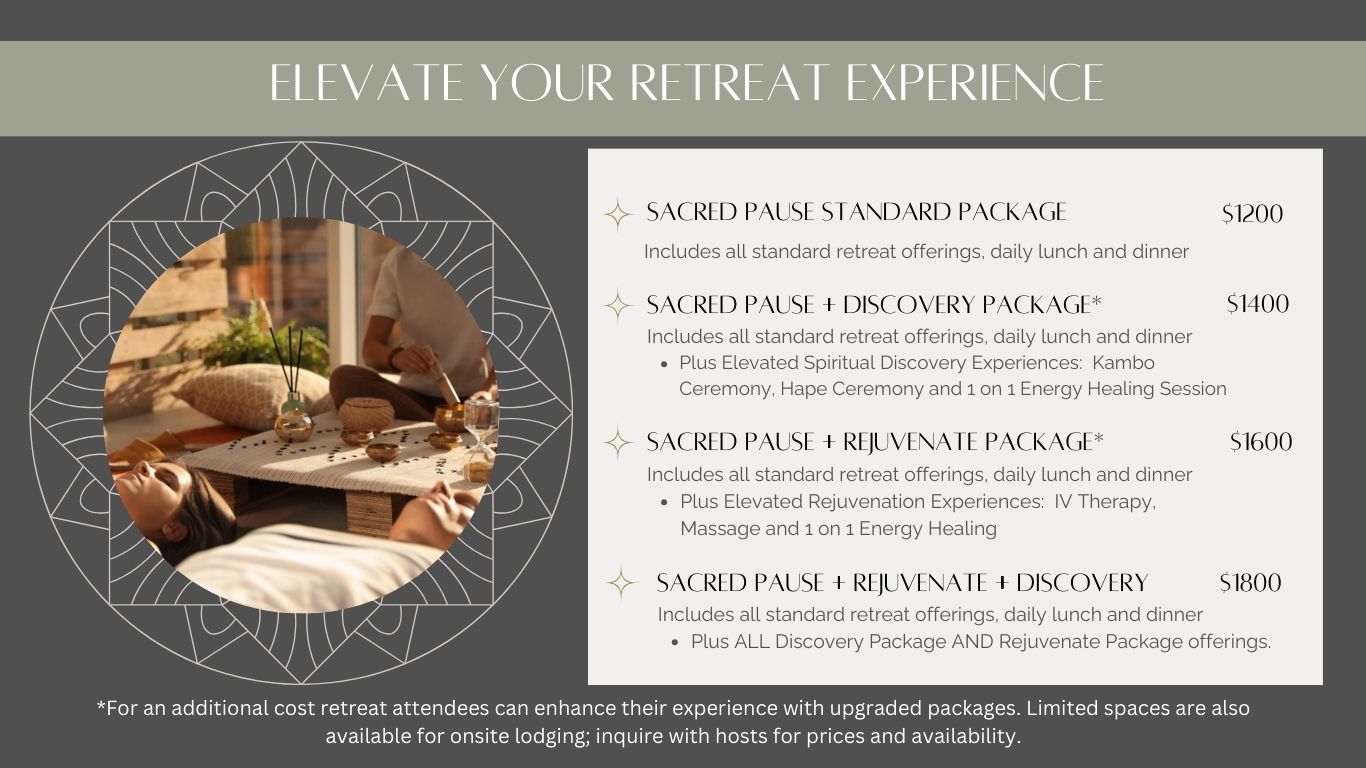 ELEVATE YOUR RETREAT EXPERIENCE
SACRED PAUSE STANDARD PACKAGE $1200
Includes all standard retreat offerings, daily lunch and dinner
SACRED PAUSE + DISCOVERY PACKAGE* $1400
Includes all standard retreat offerings, daily lunch and dinner
• Plus Elevated Spiritual Discovery Experiences: Kambo
Ceremony, Hape Ceremony and 1 on 1 Energy Healing Session
SACRED PAUSE + REJUVENATE PACKAGE* $1600
Includes all standard retreat offerings, daily lunch and dinner
• Plus Elevated Rejuvenation Experiences: IV Therapy,
Massage and 1 on 1 Energy Healing
SACRED PAUSE + REJUVENATE + DISCOVERY $1800
Includes all standard retreat offerings, daily lunch and dinner
• Plus ALL Discovery Package AND Rejuvenate Package offerings.
*For an additional cost retreat attendees can enhance their experience with upgraded packages. Limited spaces are also
available for onsite lodging; inquire with hosts for prices and availability.